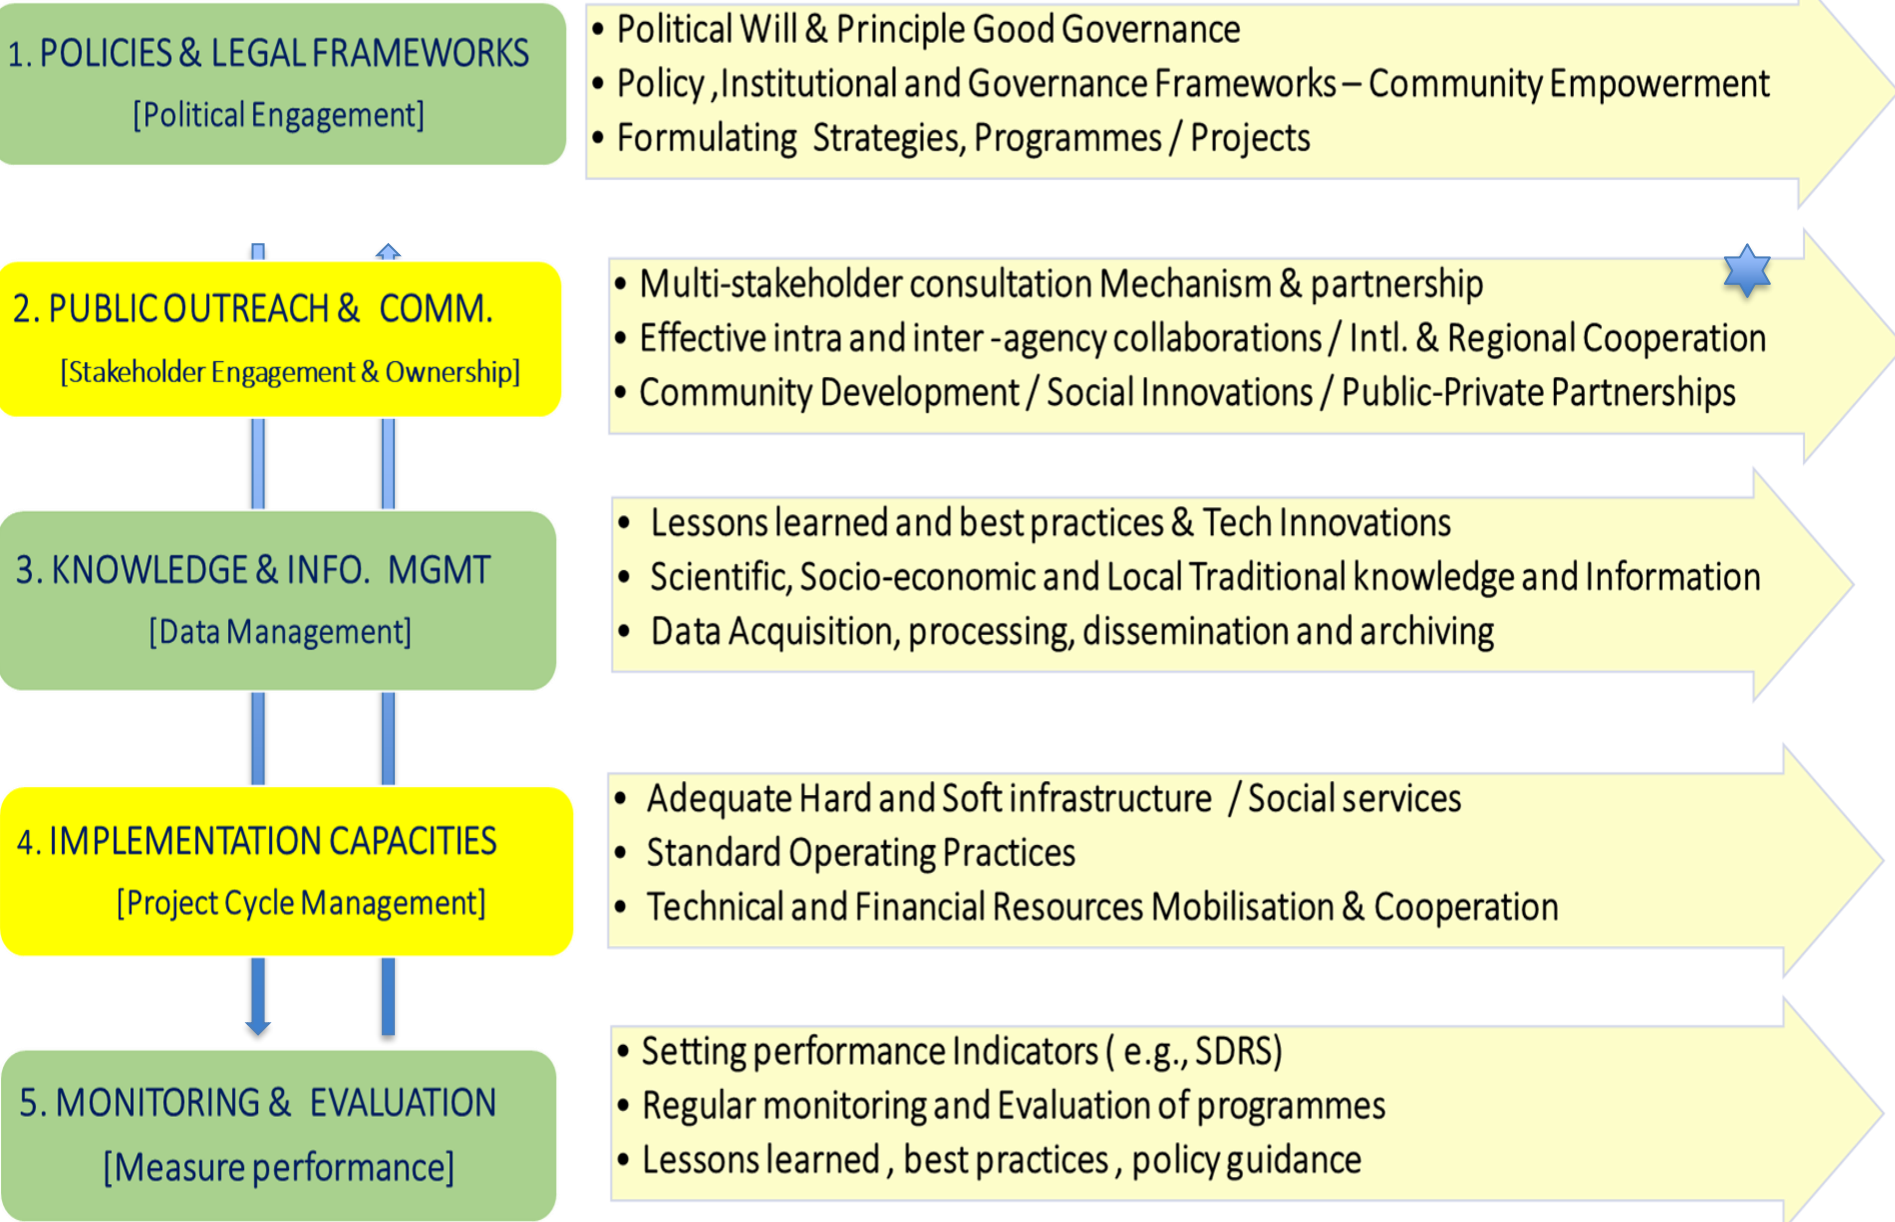 1. POLICIES & LEGAL FRAMEWORKS
[Political Engagement]
• Political Will & Principle Good Governance
• Policy ,Institutional and Governance Frameworks – Community Empowerment
• Formulating Strategies, Programmes / Projects
2. PUBLIC OUTREACH & COMM.
[Stakeholder Engagement & Ownership]
• Multi-stakeholder consultation Mechanism & partnership
• Effective intra and inter -agency collaborations / Intl. & Regional Cooperation
• Community Development / Social Innovations / Public-Private Partnerships
3. KNOWLEDGE & INFO. MGMT
[Data Management]
• Lessons learned and best practices & Tech Innovations
• Scientific, Socio-economic and Local Traditional knowledge and Information
• Data Acquisition, processing, dissemination and archiving
4. IMPLEMENTATION CAPACITIES
[Project Cycle Management]
• Adequate Hard and Soft infrastructure / Social services
• Standard Operating Practices
• Technical and Financial Resources Mobilisation & Cooperation
5. MONITORING & EVALUATION
[Measure performance]
• Setting performance Indicators ( e.g., SDRS)
• Regular monitoring and Evaluation of programmes
• Lessons learned , best practices , policy guidance